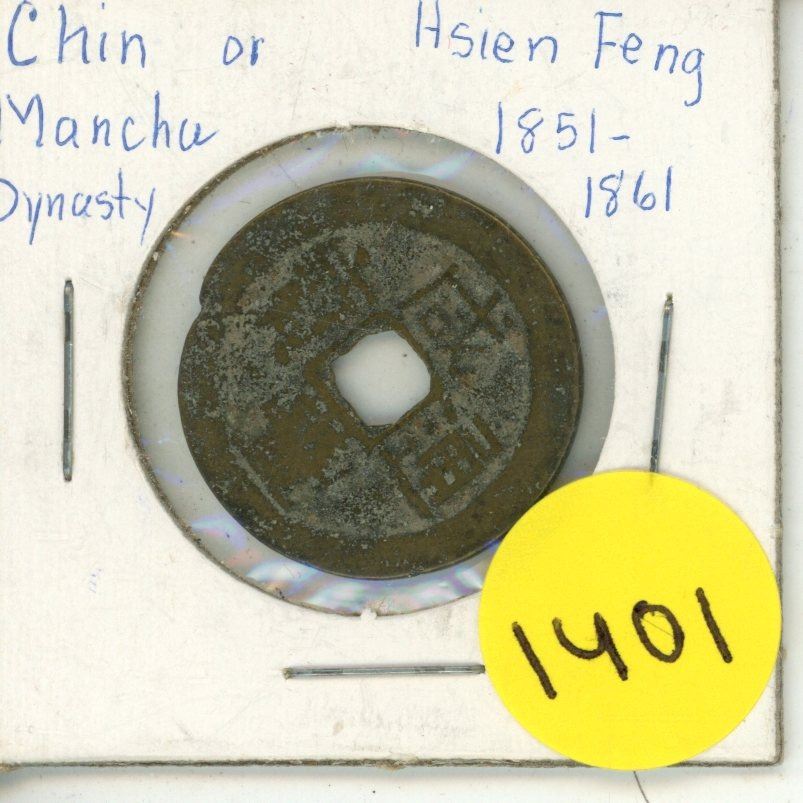 Chin or Hsien Feng
Manchu 1851-
Dynasty 1861
1401